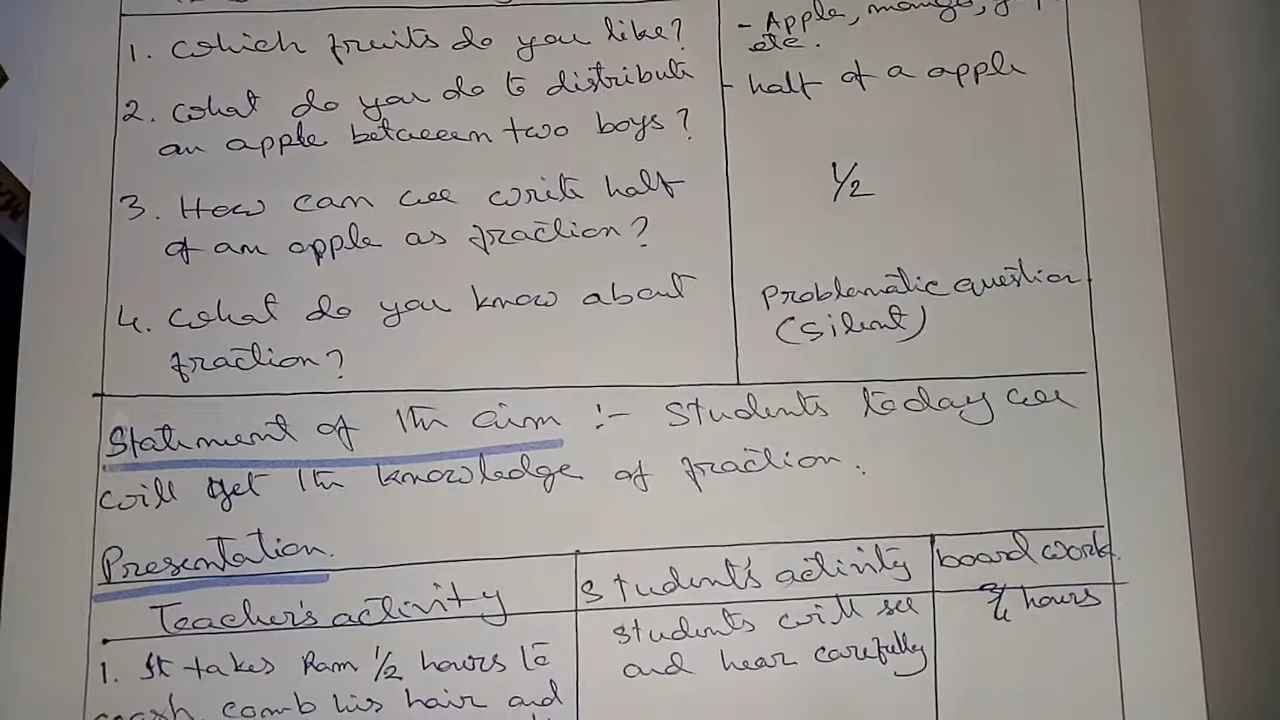 1. Which fruits do you like?
- Apple, mango,
etc.
2. What do you do to distribute
an apple between two boys?
- half of a apple
3. How can we write half
of an apple as fraction?
1/2
4. What do you know about
fraction?
Problematic question
(silent)
Statement of the aim :- Students today we
will get the knowledge of fraction.
Presentation.
Teacher's activity
Student's activity
board work.
1. It takes Ram 1/2 hours to
comb his hair and
students will see
and hear carefully
hours